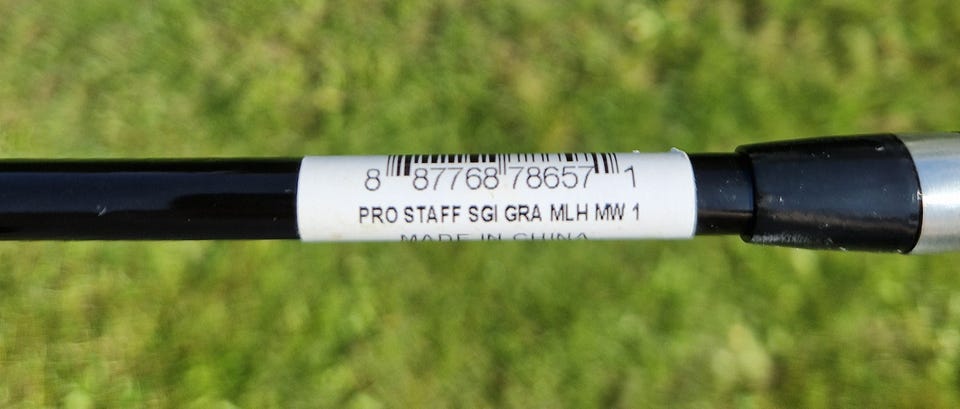 8 87768 78657 1
PRO STAFF SGI GRA MLH MW 1
MADE IN CHINA